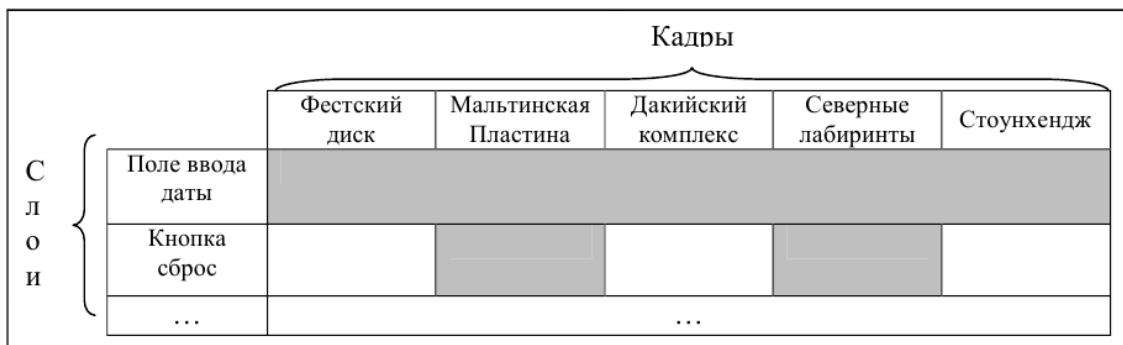 Кадры
Фестский
диск
Мальтинская
Пластина
Дакийский
комплекс
Северные
лабиринты
Стоунхендж
С
л
о
и
Поле ввода
даты
Кнопка
сброс
…
…